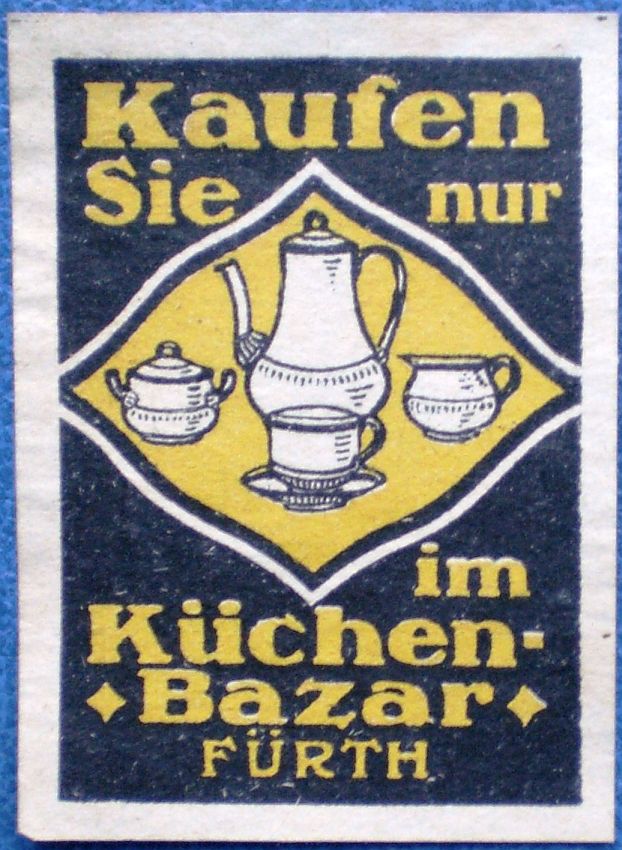 Kaufen
Sie nur
im
Küchen-
Bazar
FÜRTH